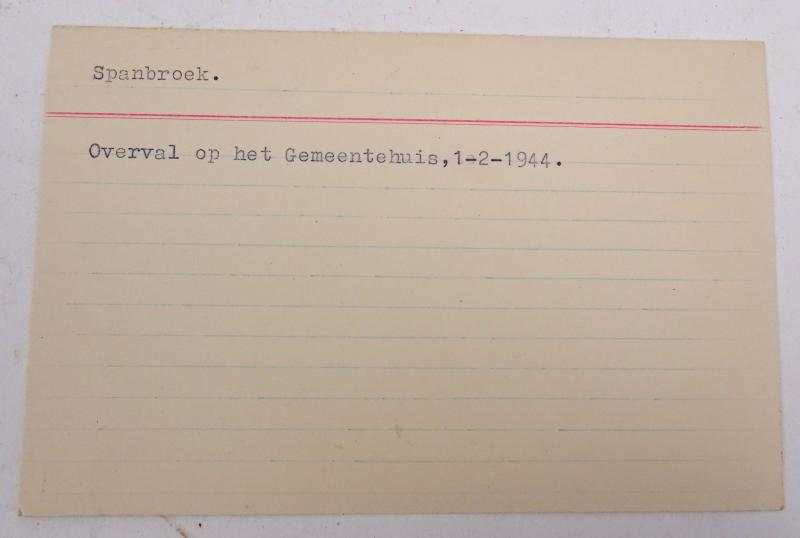 Spanbroek.
Overval op het Gemeentehuis,1-2-1944.